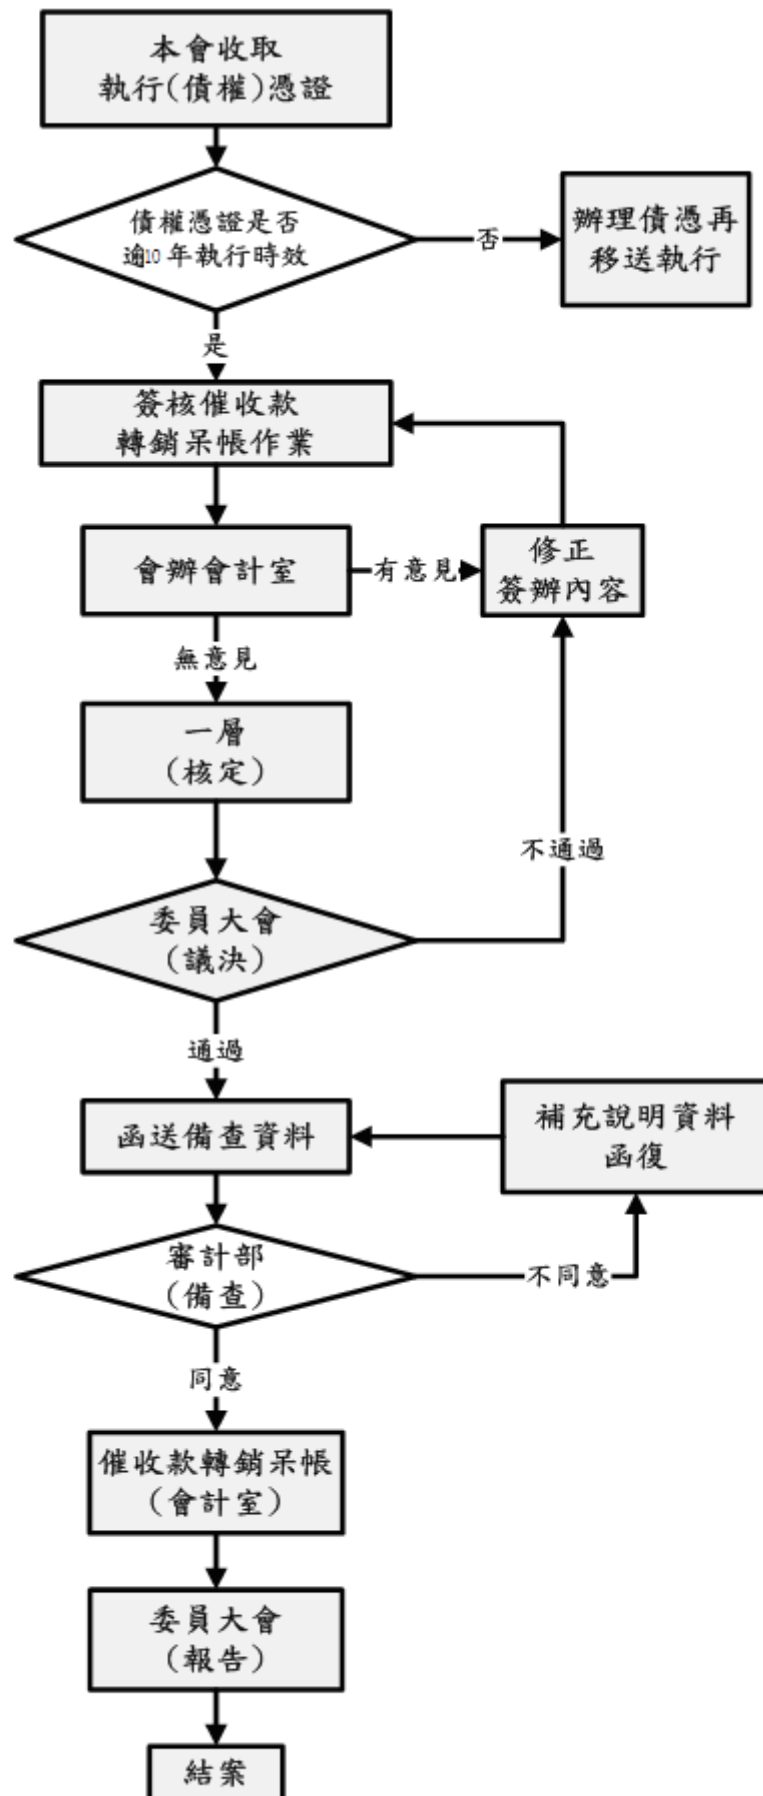 本會收取
執行(債權)憑證
債權憑證是否
逾10年執行時效
否
辦理債憑再
移送執行
是
簽核催收款
轉銷呆帳作業
會辦會計室
有意見
修正
簽辦內容
無意見
一層
(核定)
不通過
委員大會
(議決)
通過
函送備查資料
補充說明資料
函復
審計部
(備查)
不同意
同意
催收款轉銷呆帳
(會計室)
委員大會
(報告)
結案